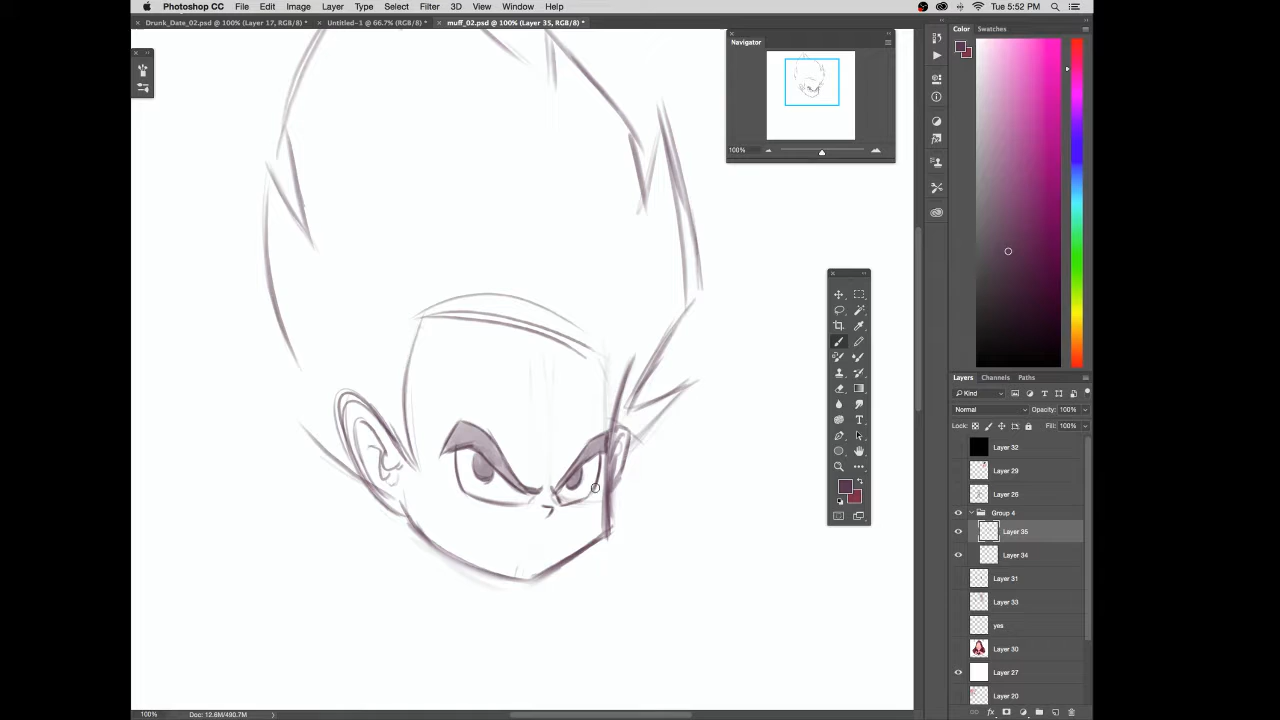 Photoshop CC File Edit Image Layer Type Select Filter 3D View Window Help Tue 5:52 PM
Drunk_Date_02.psd @ 100% (Layer 17, RGB/8) * Untitled-1 @ 66.7% (RGB/8) * muff_02.psd @ 100% (Layer 35, RGB/8) *
Navigator
100%
Color Swatches
Layers Channels Paths
Kind
Normal Opacity: 100%
Lock: Fill: 100%
Layer 32
Layer 29
Layer 26
Group 4
Layer 35
Layer 34
Layer 31
Layer 33
yes
Layer 30
Layer 27
Layer 20
100% Doc: 12.6M/490.7M